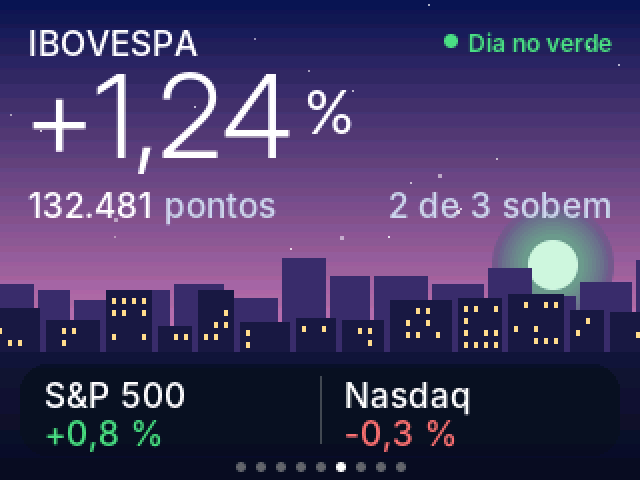 IBOVESPA
Dia no verde
+1,24 %
132.481 pontos
2 de 3 sobem
S&P 500
+0,8 %
Nasdaq
-0,3 %